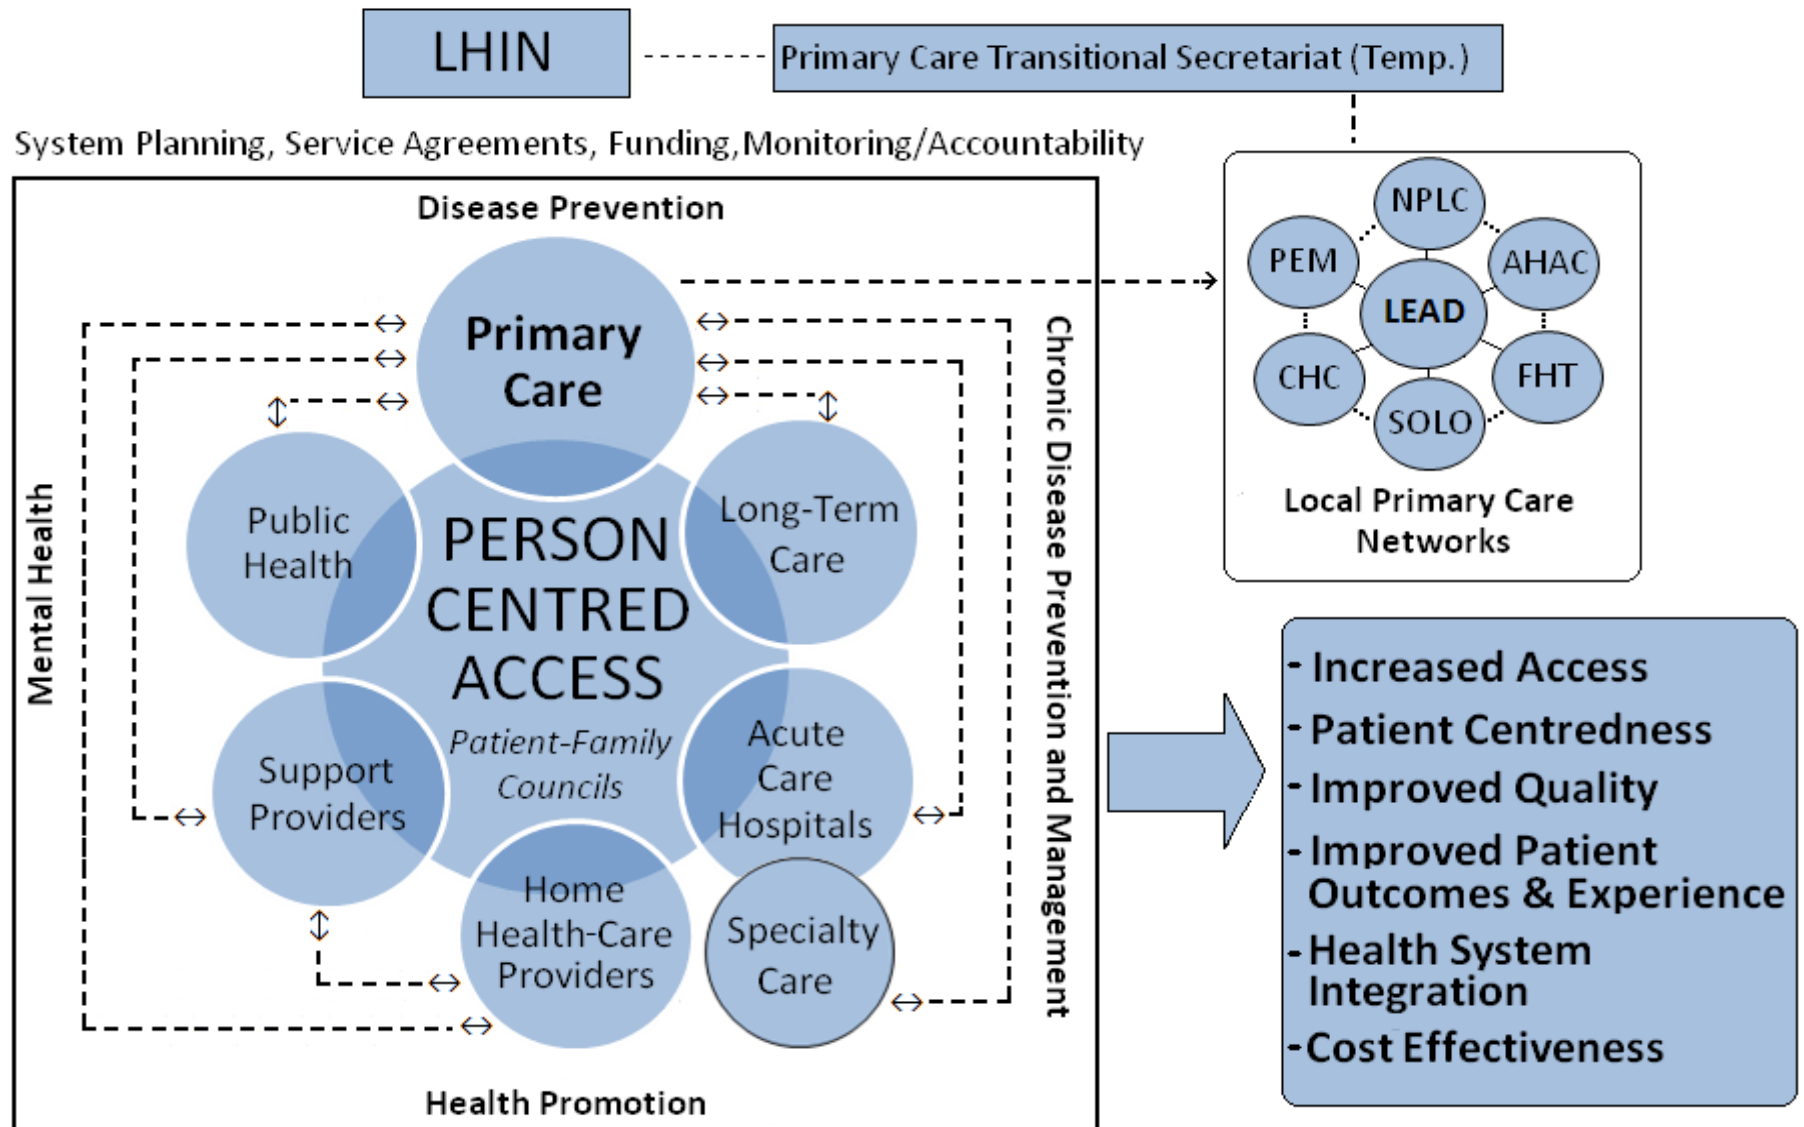 LHIN
Primary Care Transitional Secretariat (Temp.)
System Planning, Service Agreements, Funding,Monitoring/Accountability
Disease Prevention
Primary
Care
Public
Health
Long-Term
Care
PERSON
CENTRED
ACCESS
Patient-Family
Councils
Support
Providers
Acute
Care
Hospitals
Home
Health-Care
Providers
Specialty
Care
Mental Health
Chronic Disease Prevention and Management
Health Promotion
NPLC
PEM
AHAC
LEAD
CHC
FHT
SOLO
Local Primary Care
Networks
- Increased Access
- Patient Centredness
- Improved Quality
- Improved Patient
Outcomes & Experience
- Health System
Integration
- Cost Effectiveness